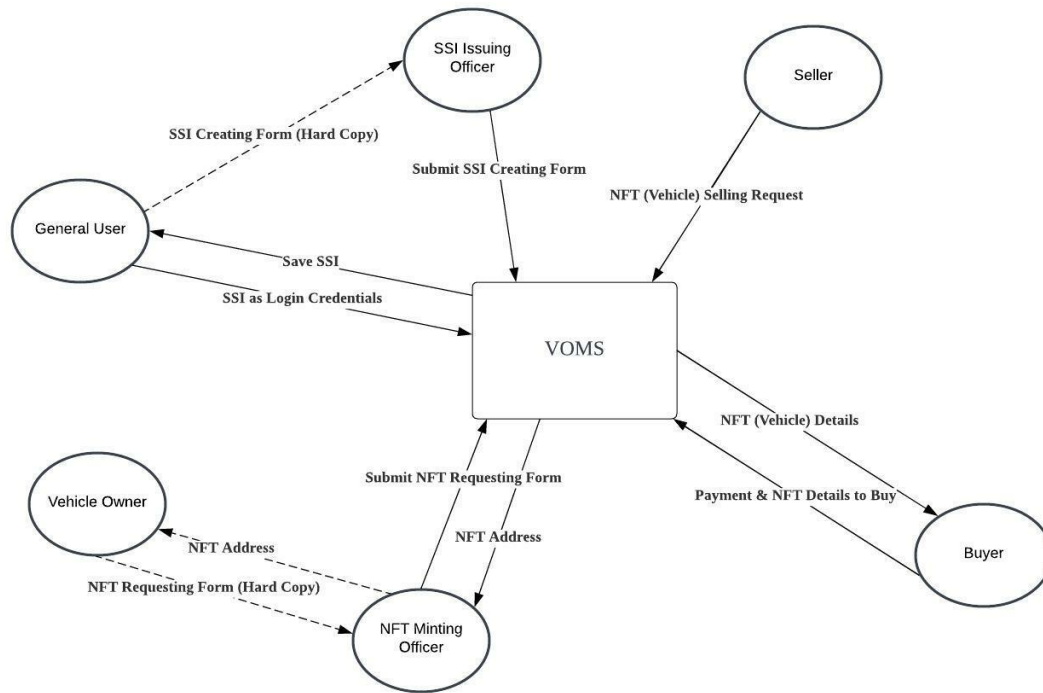 SSI Issuing
Officer
Seller
SSI Creating Form (Hard Copy)
Submit SSI Creating Form
NFT (Vehicle) Selling Request
General User
Save SSI
SSI as Login Credentials
VOMS
NFT (Vehicle) Details
Submit NFT Requesting Form
Payment & NFT Details to Buy
Vehicle Owner
NFT Address
NFT Address
Buyer
NFT Requesting Form (Hard Copy)
NFT Minting
Officer